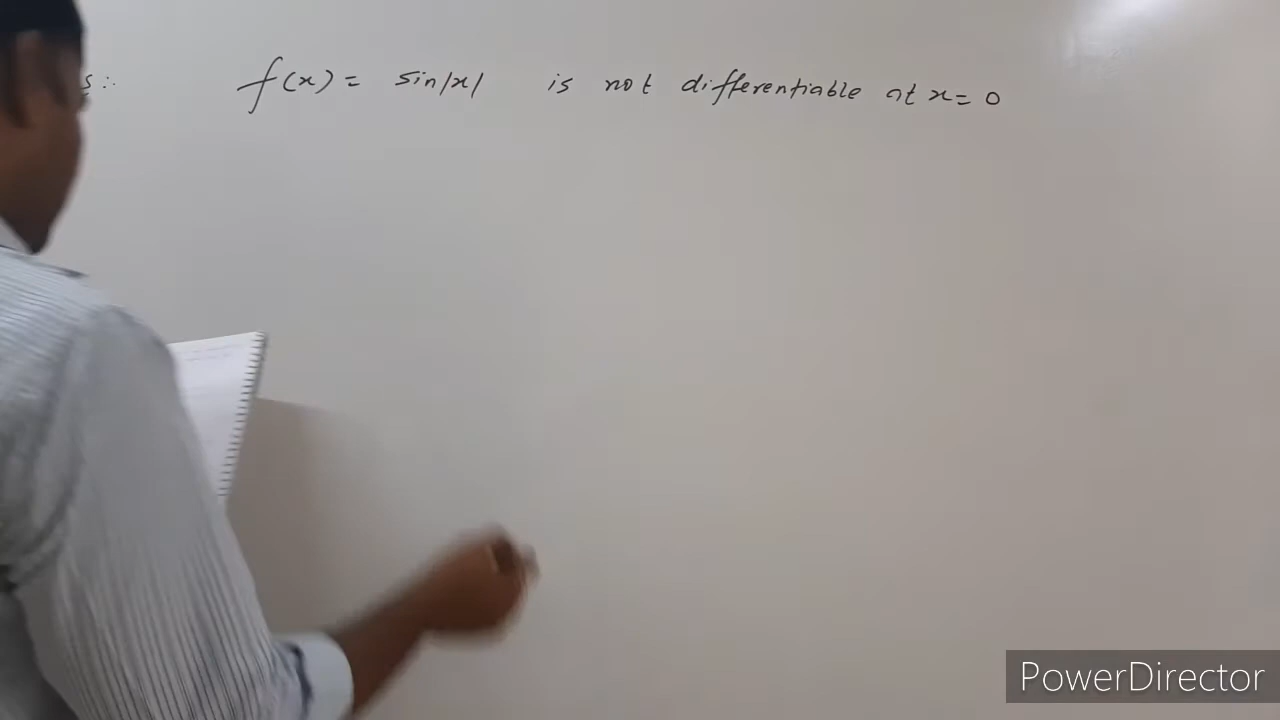 s:- f(x) = sin|x| is not differentiable at x = 0
PowerDirector